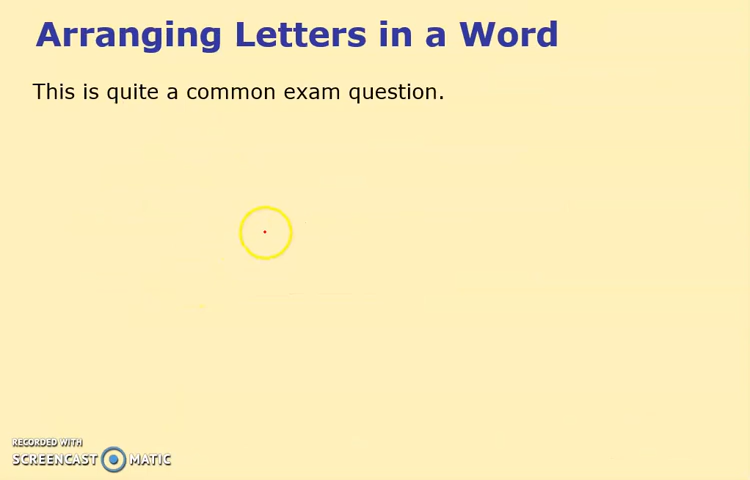 Arranging Letters in a Word
This is quite a common exam question.
RECORDED WITH
SCREENCAST MATIC